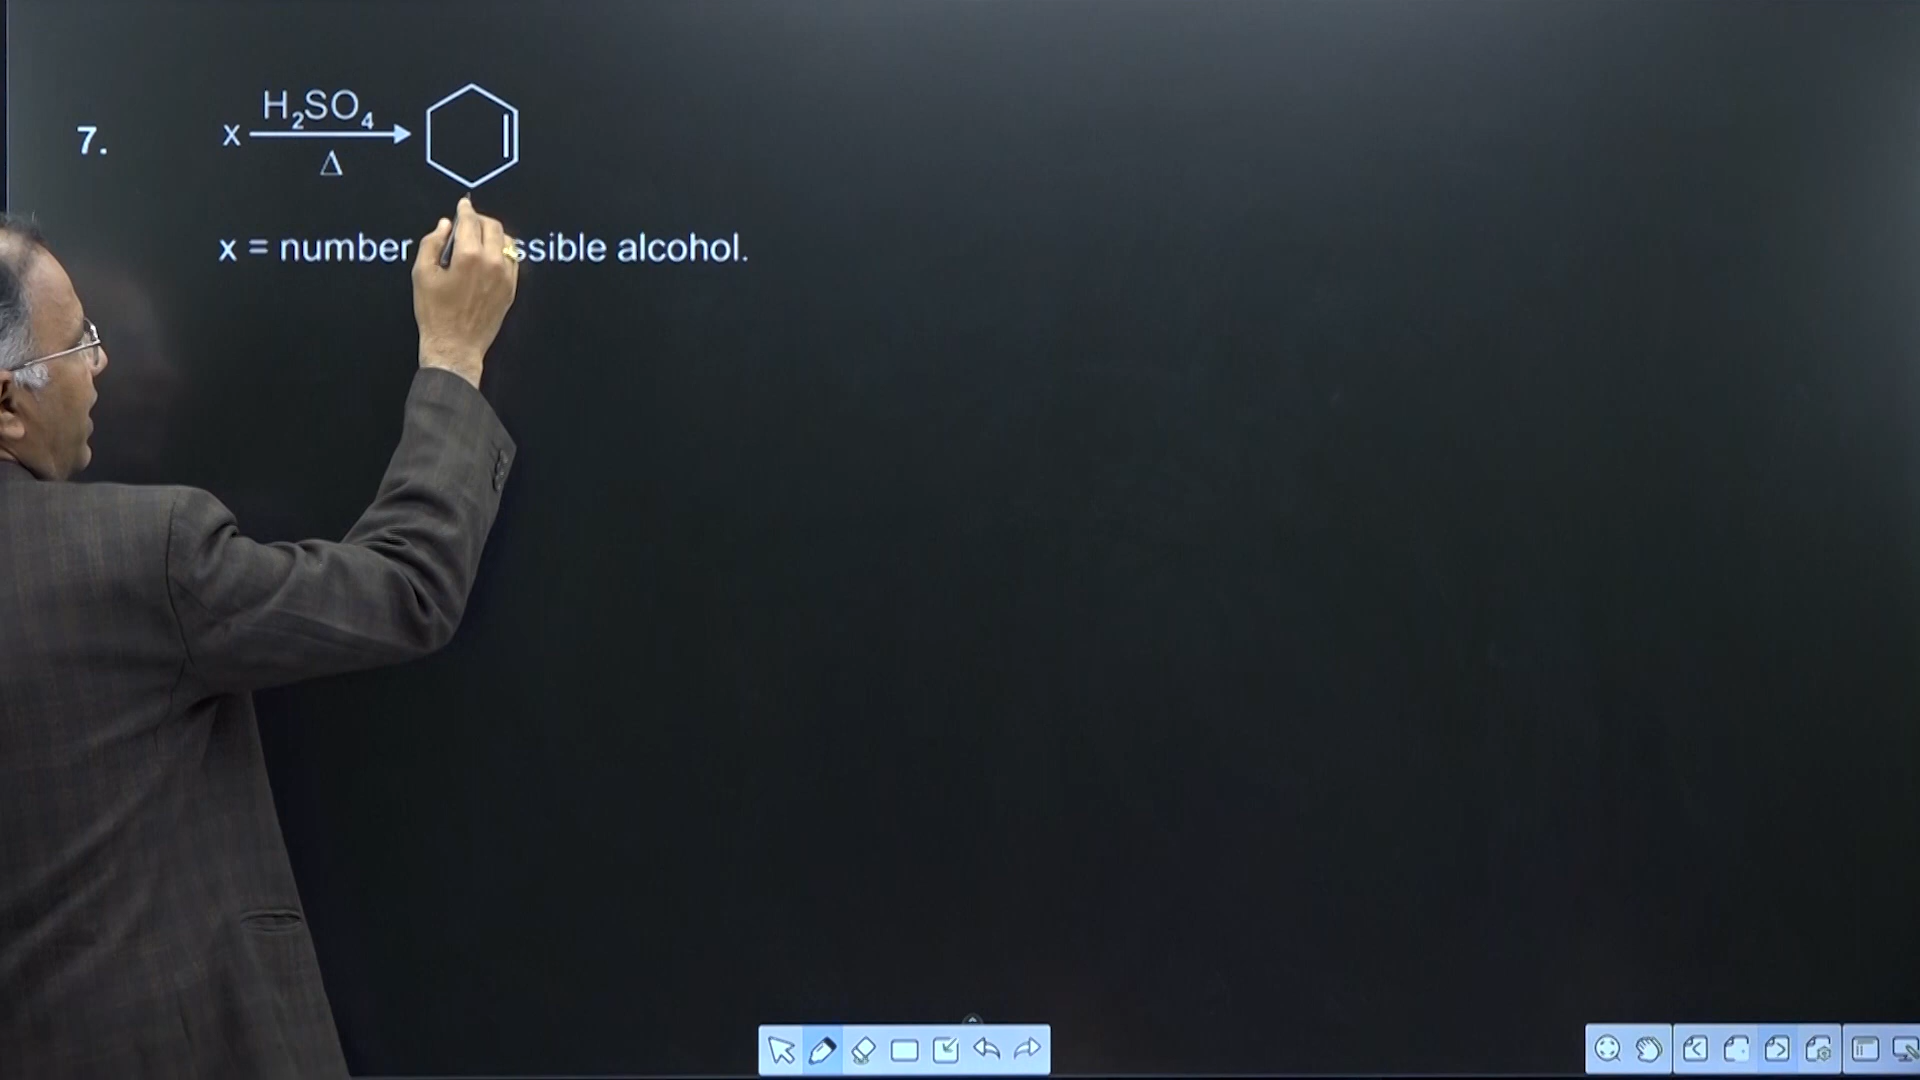 7. x H₂SO₄ Δ
x = number ssible alcohol.